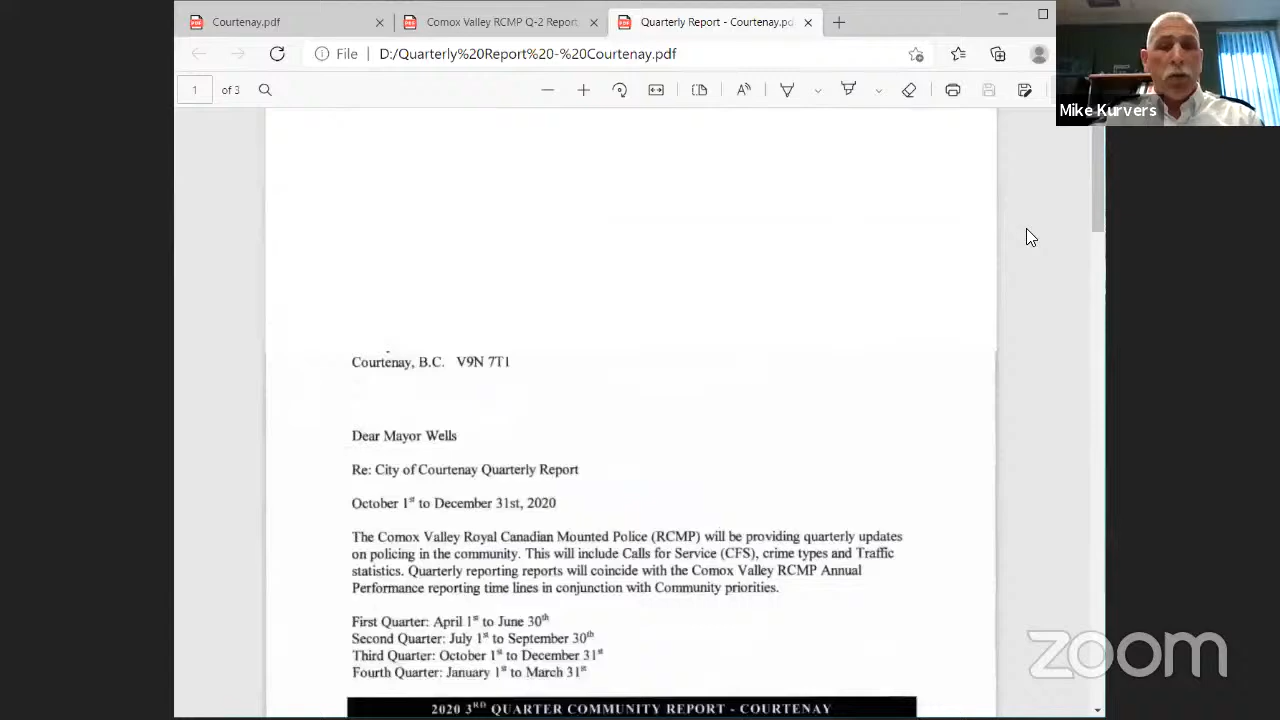 Courtenay.pdf
Comox Valley RCMP Q-2 Report
Quarterly Report - Courtenay.pd
File
D:/Quarterly%20Report%20-%20Courtenay.pdf
1 of 3
Mike Kurvers
Courtenay, B.C. V9N 7T1
Dear Mayor Wells
Re: City of Courtenay Quarterly Report
October 1st to December 31st, 2020
The Comox Valley Royal Canadian Mounted Police (RCMP) will be providing quarterly updates
on policing in the community. This will include Calls for Service (CFS), crime types and Traffic
statistics. Quarterly reporting reports will coincide with the Comox Valley RCMP Annual
Performance reporting time lines in conjunction with Community priorities.
First Quarter: April 1st to June 30th
Second Quarter: July 1st to September 30th
Third Quarter: October 1st to December 31st
Fourth Quarter: January 1st to March 31st
2020 3RD QUARTER COMMUNITY REPORT - COURTENAY
zoom